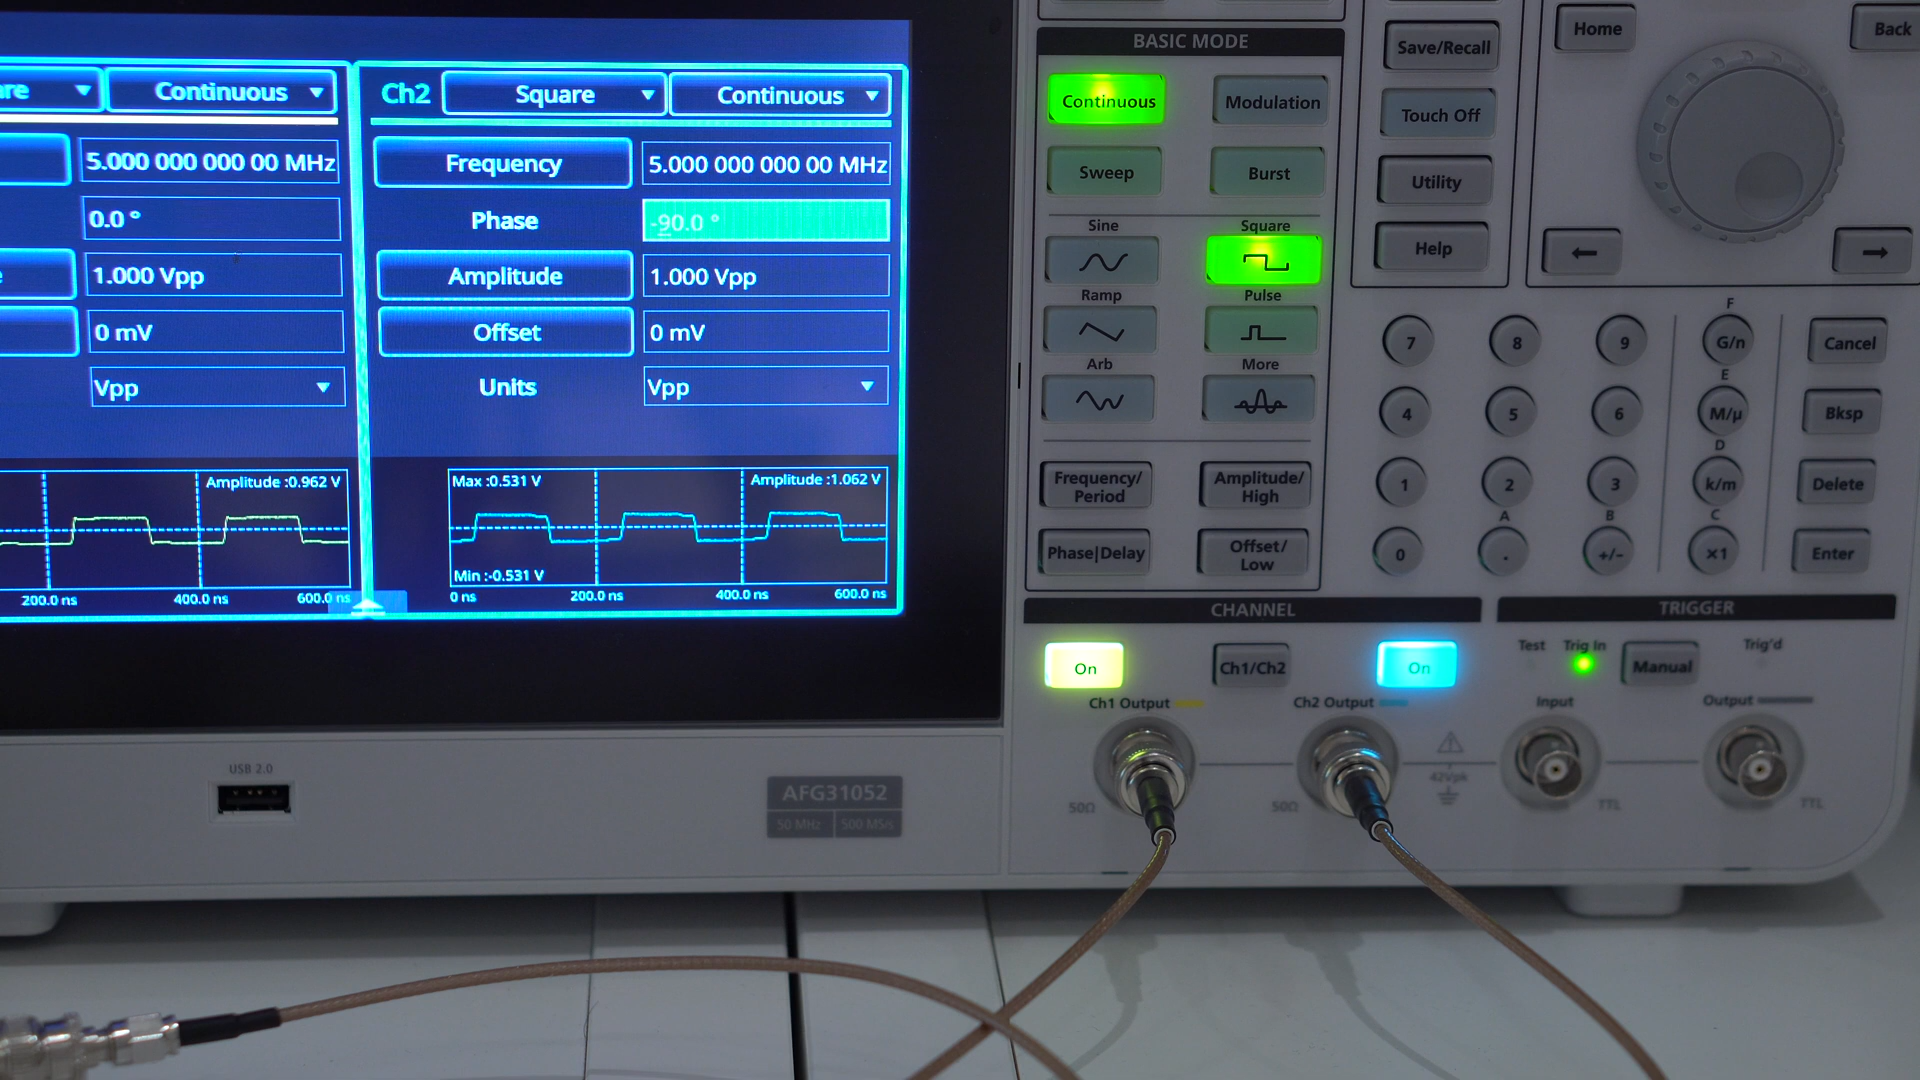 re Continuous
5.000 000 000 00 MHz
0.0 °
e 1.000 Vpp
0 mV
Vpp
Amplitude :0.962 V
200.0 ns 400.0 ns 600.0 ns
Ch2 Square Continuous
Frequency 5.000 000 000 00 MHz
Phase -90.0 °
Amplitude 1.000 Vpp
Offset 0 mV
Units Vpp
Max :0.531 V Amplitude :1.062 V
Min :-0.531 V
0 ns 200.0 ns 400.0 ns 600.0 ns
USB 2.0
AFG31052
50 MHz 500 MS/s
BASIC MODE
Continuous Modulation
Sweep Burst
Sine Square
Ramp Pulse
Arb More
Frequency/
Period
Amplitude/
High
Phase|Delay
Offset/
Low
Save/Recall
Touch Off
Utility
Help
Home Back
← →
7 8 9
F
G/n
Cancel
4 5 6
E
M/µ
Bksp
1 2 3
D
k/m
Delete
A B C
0 . +/− ×1 Enter
CHANNEL
On Ch1/Ch2 On
Ch1 Output Ch2 Output
50Ω 50Ω
42Vpk
TRIGGER
Test Trig In Manual Trig'd
Input Output
TTL TTL